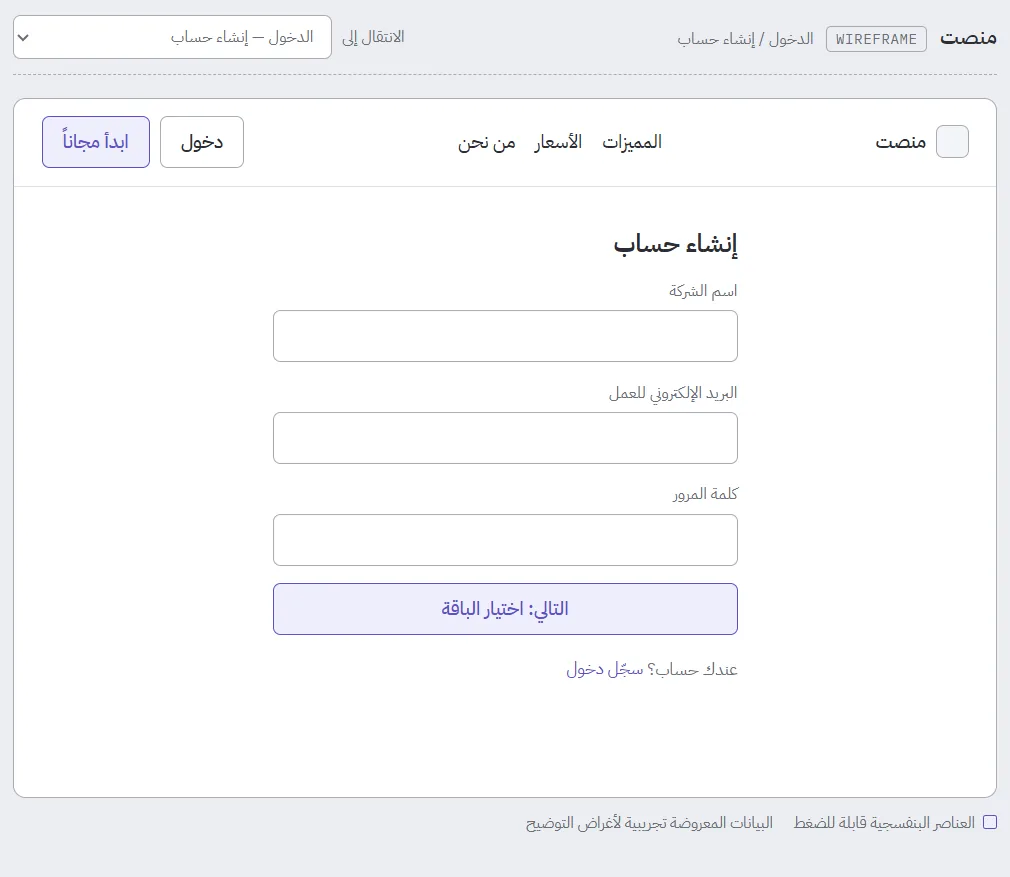 منصت WIREFRAME الدخول / إنشاء حساب الانتقال إلى الدخول — إنشاء حساب
منصت المميزات الأسعار من نحن دخول ابدأ مجاناً
إنشاء حساب
اسم الشركة
البريد الإلكتروني للعمل
كلمة المرور
التالي: اختيار الباقة
عندك حساب؟ سجّل دخول
العناصر البنفسجية قابلة للضغط البيانات المعروضة تجريبية لأغراض التوضيح